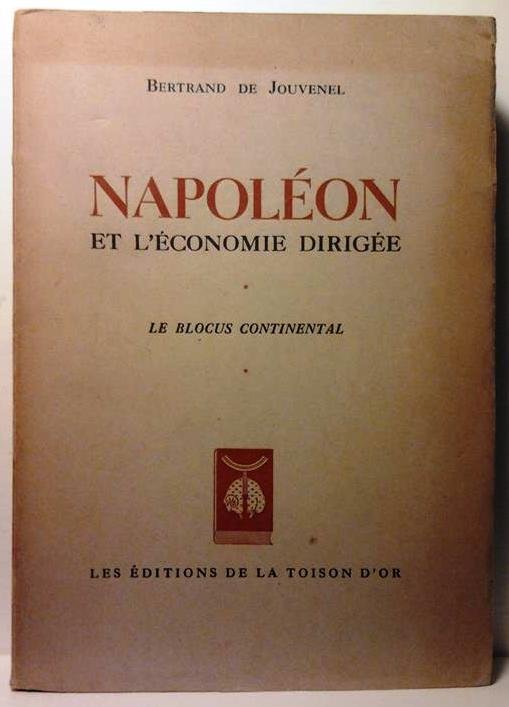 BERTRAND DE JOUVENEL
NAPOLÉON
ET L'ÉCONOMIE DIRIGÉE
LE BLOCUS CONTINENTAL
LES ÉDITIONS DE LA TOISON D'OR